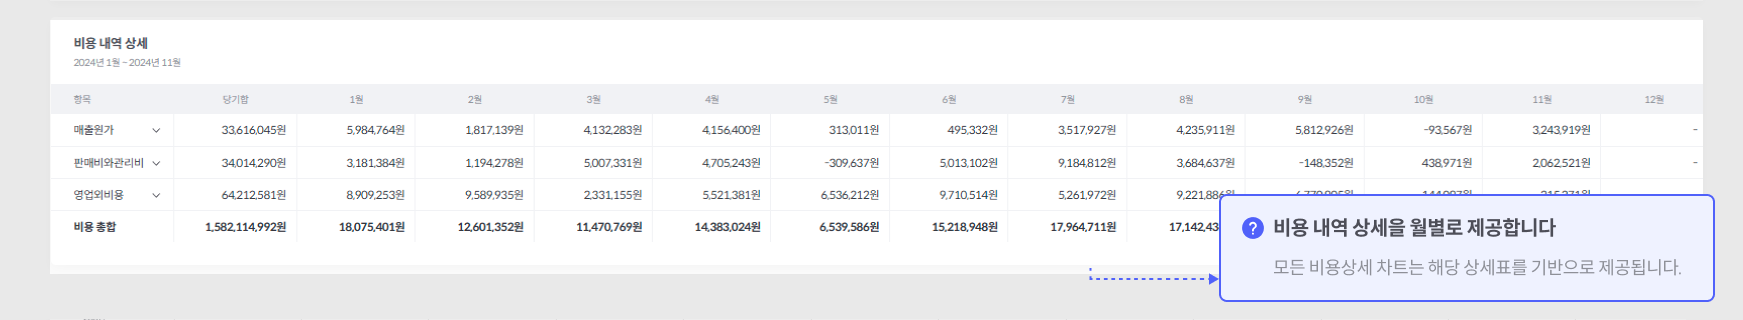 비용 내역 상세
2024년 1월 ~ 2024년 11월
항목 당기합 1월 2월 3월 4월 5월 6월 7월 8월 9월 10월 11월 12월
매출원가 33,616,045원 5,984,764원 1,817,139원 4,132,283원 4,156,400원 313,011원 495,332원 3,517,927원 4,235,911원 5,812,926원 -93,567원 3,243,919원 -
판매비와관리비 34,014,290원 3,181,384원 1,194,278원 5,007,331원 4,705,243원 -309,637원 5,013,102원 9,184,812원 3,684,637원 -148,352원 438,971원 2,062,521원 -
영업외비용 64,212,581원 8,909,253원 9,589,935원 2,331,155원 5,521,381원 6,536,212원 9,710,514원 5,261,972원
비용 총합 1,582,114,992원 18,075,401원 12,601,352원 11,470,769원 14,383,024원 6,539,586원 15,218,948원 17,964,711원
? 비용 내역 상세을 월별로 제공합니다
모든 비용상세 차트는 해당 상세표를 기반으로 제공됩니다.